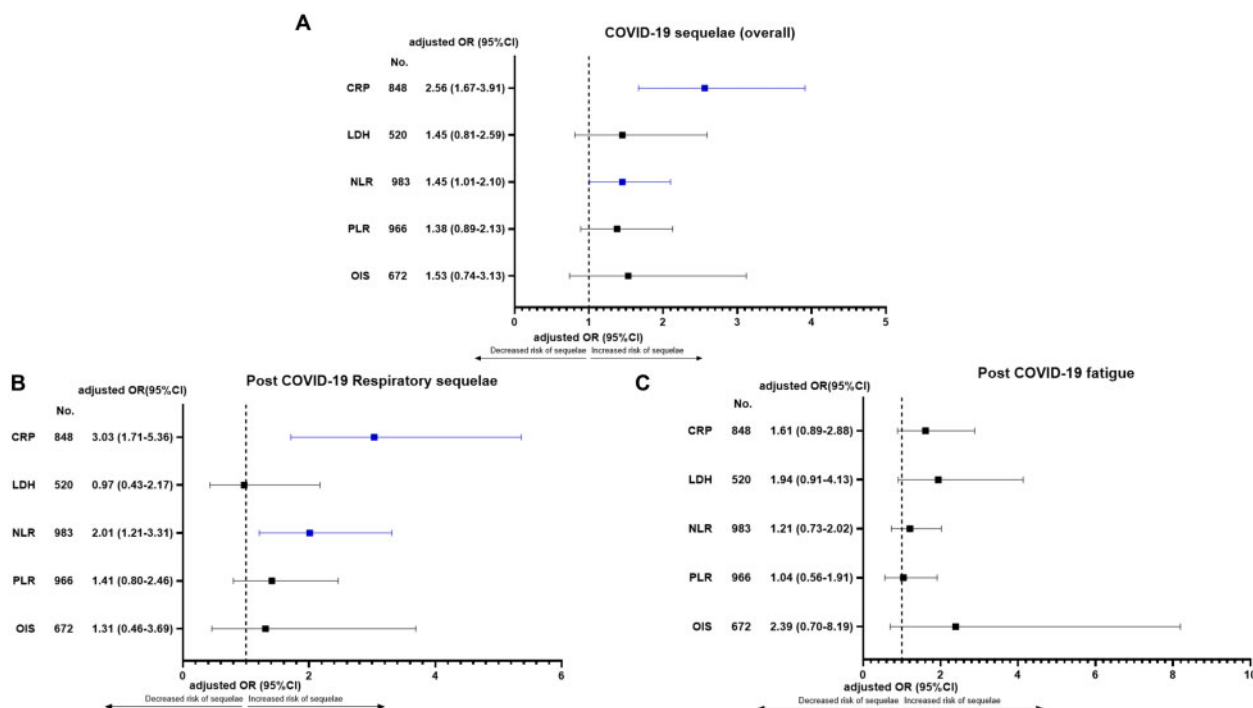 A
COVID-19 sequelae (overall)
adjusted OR (95%CI)
No.
CRP 848 2.56 (1.67-3.91)
LDH 520 1.45 (0.81-2.59)
NLR 983 1.45 (1.01-2.10)
PLR 966 1.38 (0.89-2.13)
OIS 672 1.53 (0.74-3.13)
0 1 2 3 4 5
adjusted OR (95%CI)
Decreased risk of sequelae Increased risk of sequelae
B
Post COVID-19 Respiratory sequelae
adjusted OR(95%CI)
No.
CRP 848 3.03 (1.71-5.36)
LDH 520 0.97 (0.43-2.17)
NLR 983 2.01 (1.21-3.31)
PLR 966 1.41 (0.80-2.46)
OIS 672 1.31 (0.46-3.69)
0 2 4 6
adjusted OR (95%CI)
Decreased risk of sequelae Increased risk of sequelae
C
Post COVID-19 fatigue
adjusted OR(95%CI)
No.
CRP 848 1.61 (0.89-2.88)
LDH 520 1.94 (0.91-4.13)
NLR 983 1.21 (0.73-2.02)
PLR 966 1.04 (0.56-1.91)
OIS 672 2.39 (0.70-8.19)
0 2 4 6 8 10
adjusted OR (95%CI)
Decreased risk of sequelae Increased risk of sequelae